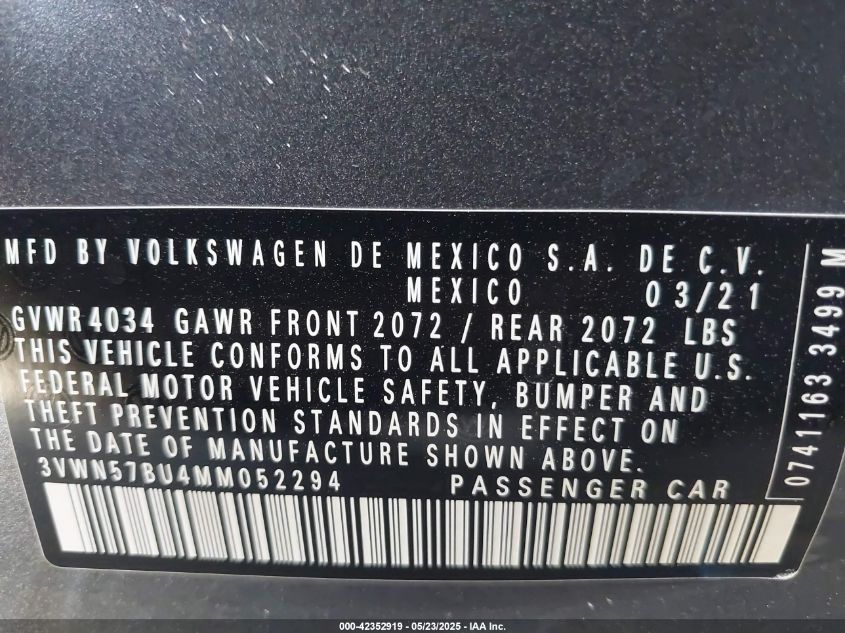 MFD BY VOLKSWAGEN DE MEXICO S.A. DE C.V.
MEXICO 03/21
GVWR4034 GAWR FRONT 2072 / REAR 2072 LBS
THIS VEHICLE CONFORMS TO ALL APPLICABLE U.S.
FEDERAL MOTOR VEHICLE SAFETY, BUMPER AND
THEFT PREVENTION STANDARDS IN EFFECT ON
THE DATE OF MANUFACTURE SHOWN ABOVE.
3VWN57BU4MM052294 PASSENGER CAR
0741163 3499 M
000-42352919 - 05/23/2025 - IAA Inc.